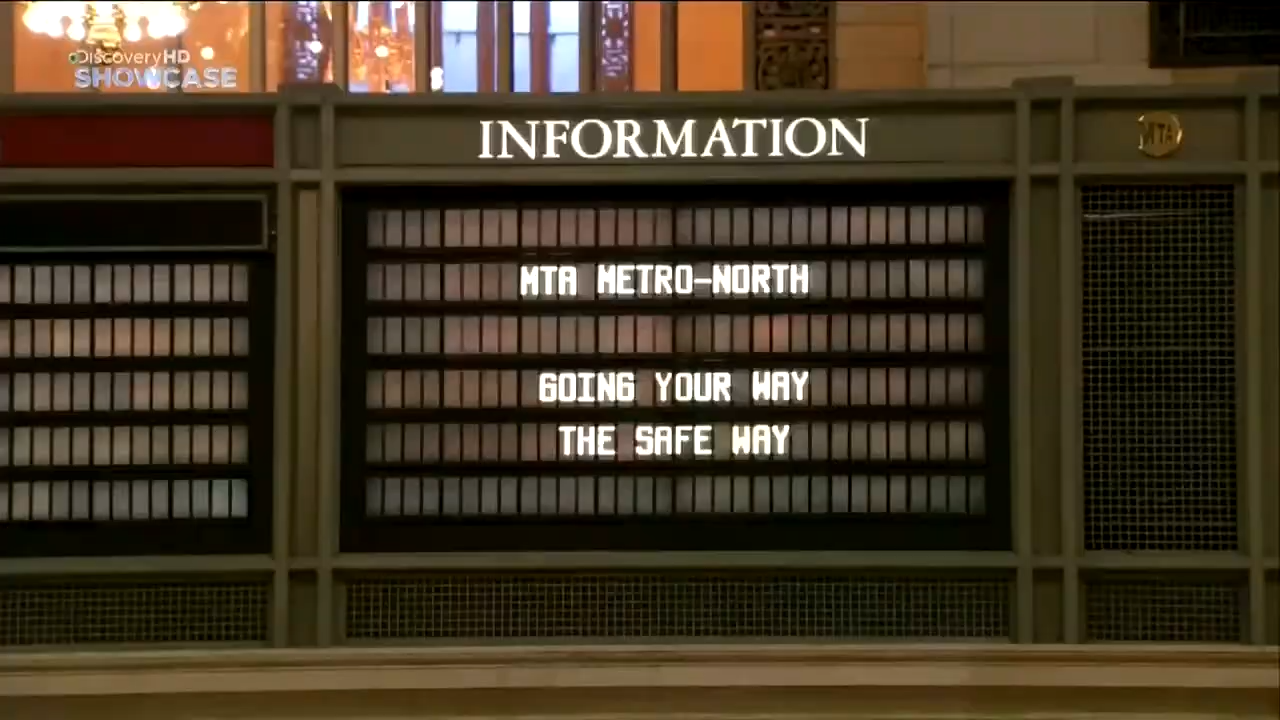 Discovery HD
SHOWCASE
INFORMATION
MTA
MTA METRO-NORTH
GOING YOUR WAY
THE SAFE WAY